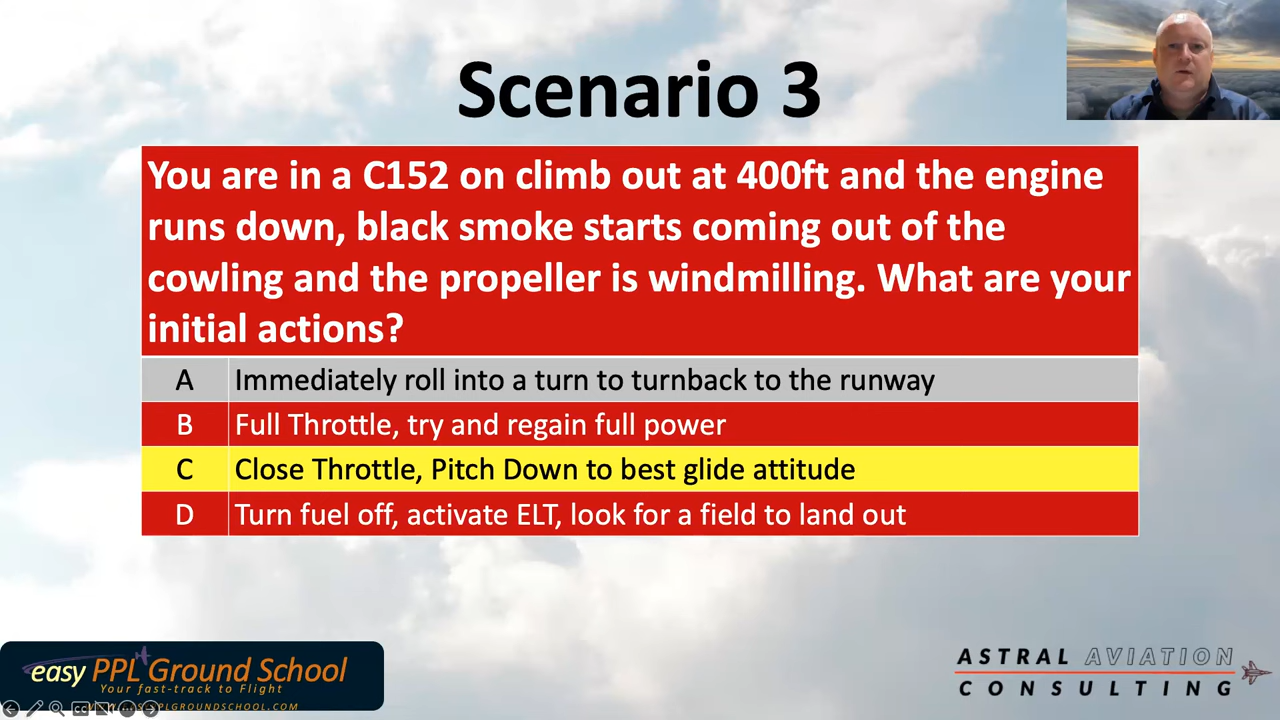 Scenario 3
You are in a C152 on climb out at 400ft and the engine
runs down, black smoke starts coming out of the
cowling and the propeller is windmilling. What are your
initial actions?
A Immediately roll into a turn to turnback to the runway
B Full Throttle, try and regain full power
C Close Throttle, Pitch Down to best glide attitude
D Turn fuel off, activate ELT, look for a field to land out
easy PPL Ground School
Your fast-track to Flight
ASTRAL AVIATION
CONSULTING